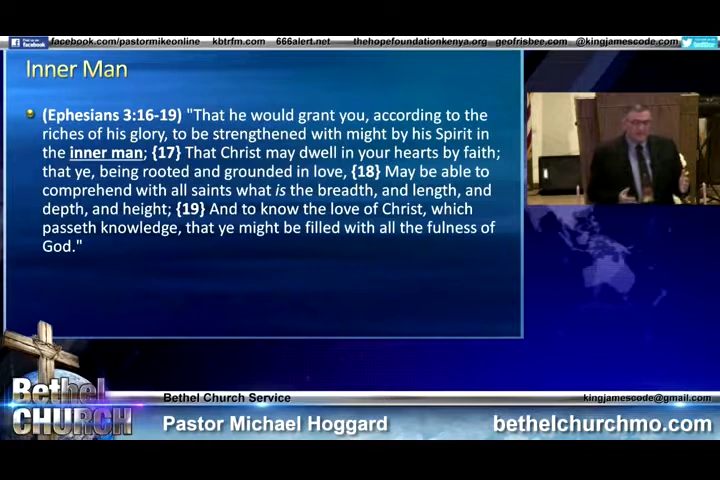 Find us on facebook facebook.com/pastormikeonline kbtrfm.com 666alert.net thehopefoundationkenya.org geofrisbee.com @kingjamescode.com twitter
Inner Man
(Ephesians 3:16-19) "That he would grant you, according to the
riches of his glory, to be strengthened with might by his Spirit in
the inner man; {17} That Christ may dwell in your hearts by faith;
that ye, being rooted and grounded in love, {18} May be able to
comprehend with all saints what is the breadth, and length, and
depth, and height; {19} And to know the love of Christ, which
passeth knowledge, that ye might be filled with all the fulness of
God."
Bethel
CHURCH
Bethel Church Service kingjamescode@gmail.com
Pastor Michael Hoggard bethelchurchmo.com